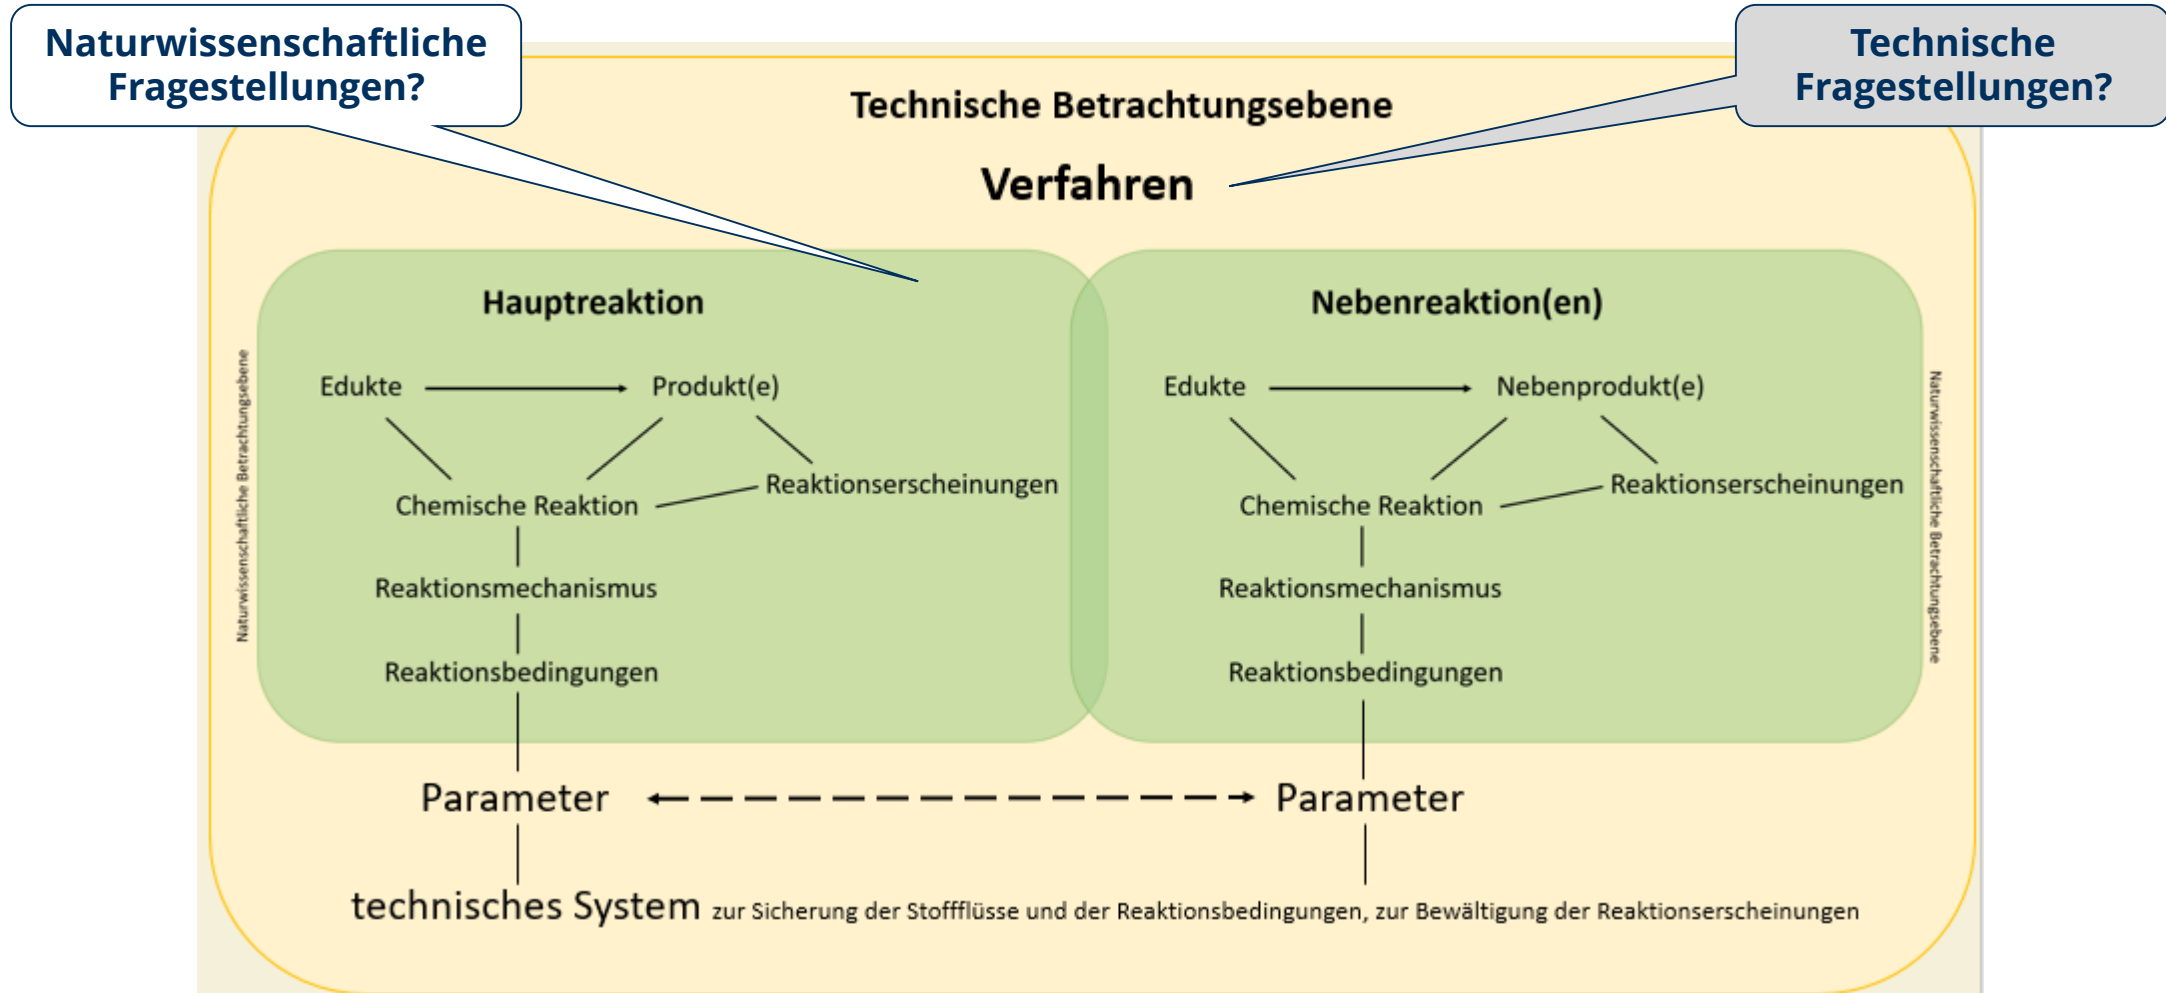 Naturwissenschaftliche
Fragestellungen?
Technische
Fragestellungen?
Technische Betrachtungsebene
Verfahren
Naturwissenschaftliche Betrachtungsebene
Hauptreaktion
Edukte
Produkt(e)
Reaktionserscheinungen
Chemische Reaktion
Reaktionsmechanismus
Reaktionsbedingungen
Nebenreaktion(en)
Edukte
Nebenprodukt(e)
Reaktionserscheinungen
Chemische Reaktion
Reaktionsmechanismus
Reaktionsbedingungen
Naturwissenschaftliche Betrachtungsebene
Parameter
Parameter
technisches System zur Sicherung der Stoffflüsse und der Reaktionsbedingungen, zur Bewältigung der Reaktionserscheinungen